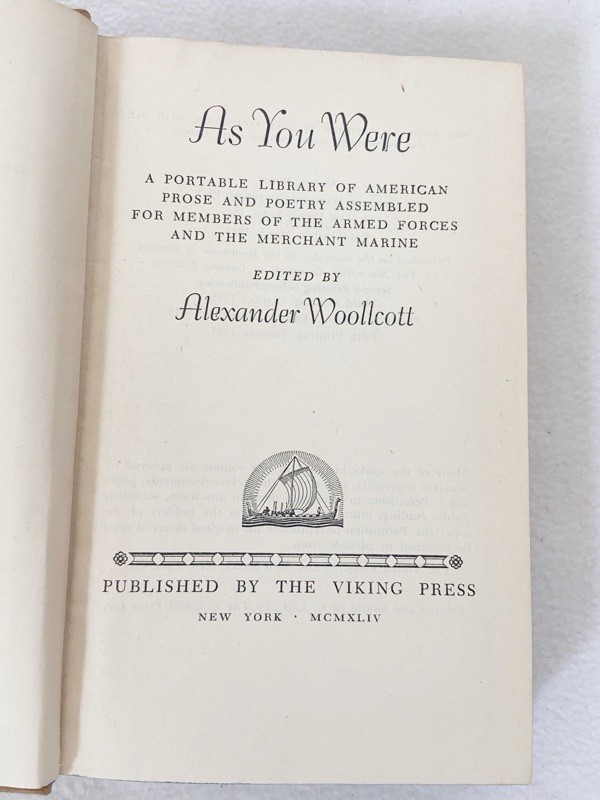 As You Were
A PORTABLE LIBRARY OF AMERICAN
PROSE AND POETRY ASSEMBLED
FOR MEMBERS OF THE ARMED FORCES
AND THE MERCHANT MARINE
EDITED BY
Alexander Woollcott
PUBLISHED BY THE VIKING PRESS
NEW YORK · MCMXLIV